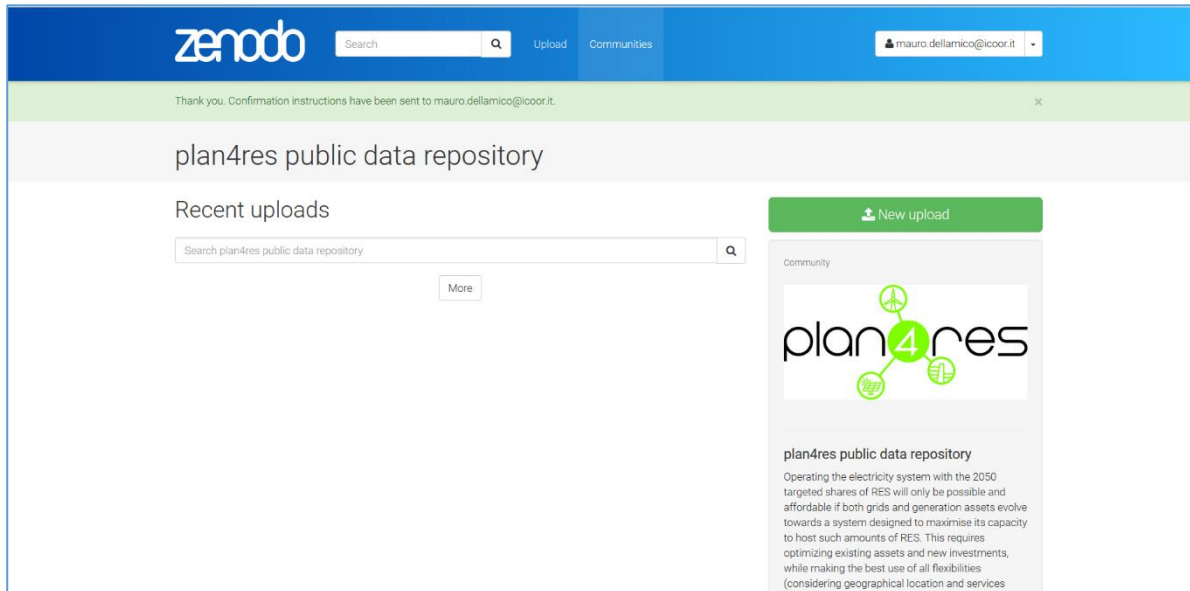 zenodo
Search
Upload
Communities
mauro.dellamico@icoor.it
Thank you. Confirmation instructions have been sent to mauro.dellamico@icoor.it.
×
plan4res public data repository
Recent uploads
Search plan4res public data repository
More
New upload
Community
plan4res
plan4res public data repository
Operating the electricity system with the 2050
targeted shares of RES will only be possible and
affordable if both grids and generation assets evolve
towards a system designed to maximise its capacity
to host such amounts of RES. This requires
optimizing existing assets and new investments,
while making the best use of all flexibilities
(considering geographical location and services